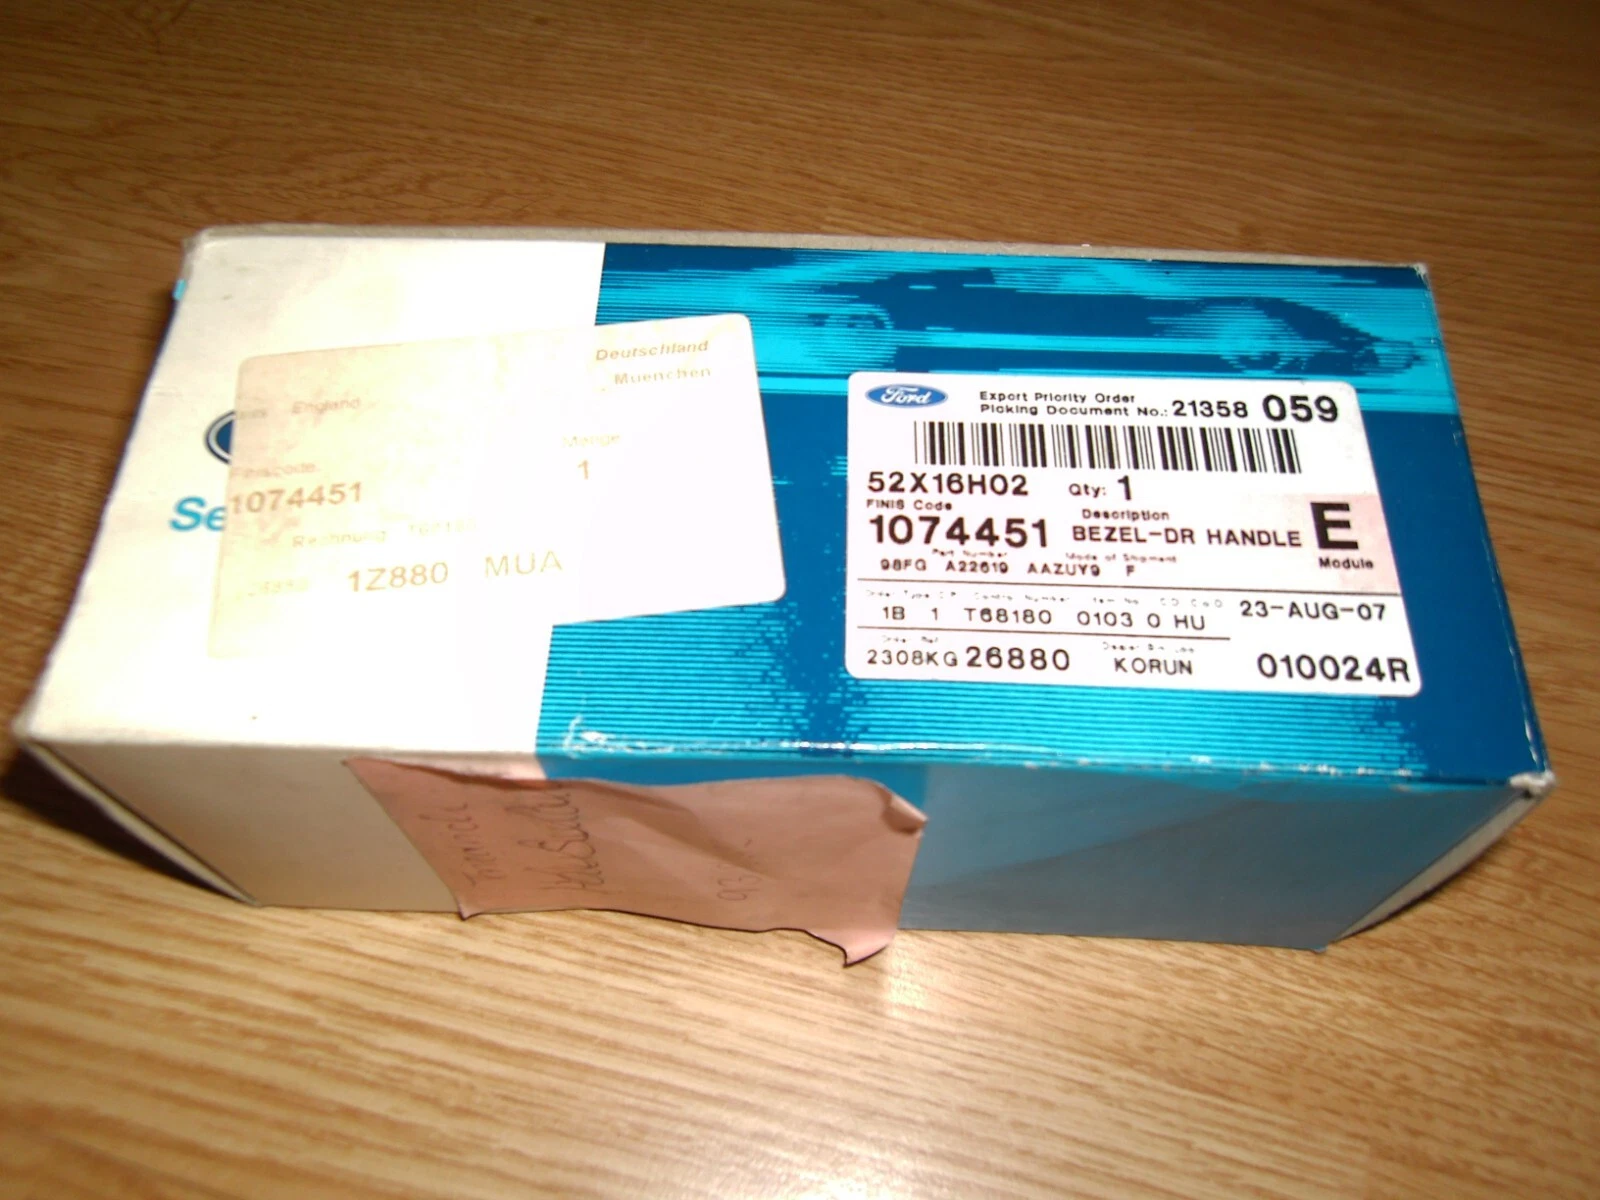 Deutschland
Muenchen
England
Menge
Finiscode
1074451
1
Rechnung T68180
26880 1Z880 MUA
Se
Ford
Export Priority Order
Picking Document No.: 21358 059
52X16H02 Qty: 1
FINIS Code Description
1074451 BEZEL-DR HANDLE E
Part Number Mode of Shipment Module
98FG A22619 AAZUY9 F
1B 1 T68180 0103 0 HU 23-AUG-07
2308KG 26880 KORUN 010024R